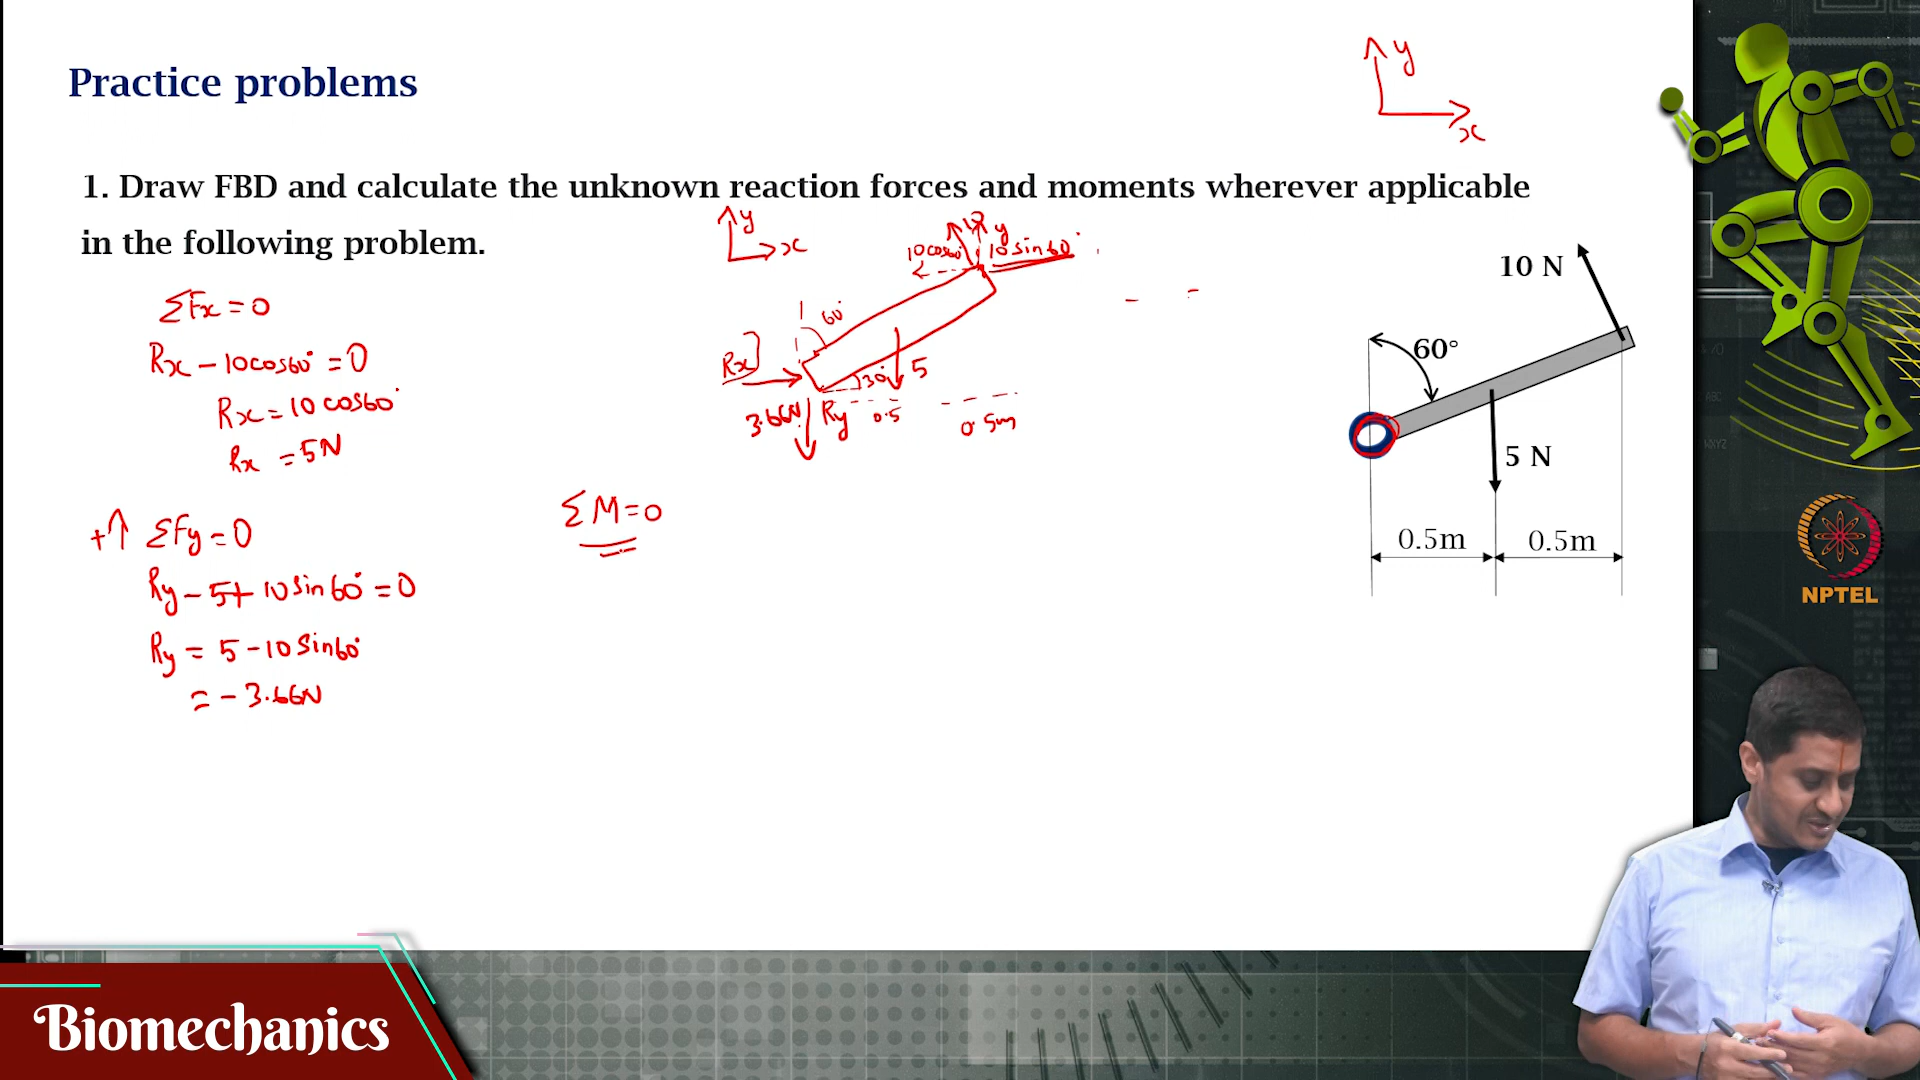 Practice problems
y
x
1. Draw FBD and calculate the unknown reaction forces and moments wherever applicable
in the following problem.
y
x
10cos60°
y
10sin60°
60°
Rx
30°
5
3.66N
Ry
0.5
0.5m
ΣFx = 0
Rx - 10cos60° = 0
Rx = 10 cos60°
Rx = 5N
+↑ ΣFy = 0
Ry - 5 + 10sin60° = 0
Ry = 5 - 10 Sin60°
= - 3.66N
ΣM = 0
10 N
60°
5 N
0.5m
0.5m
NPTEL
Biomechanics